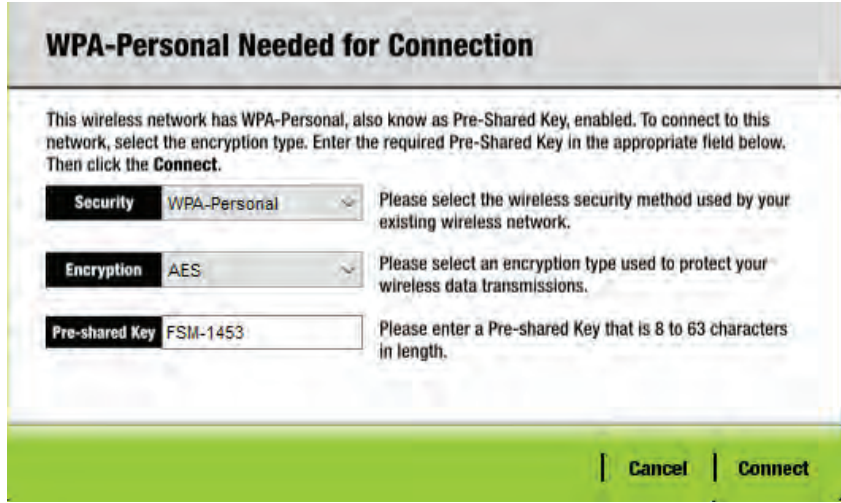 WPA-Personal Needed for Connection
This wireless network has WPA-Personal, also know as Pre-Shared Key, enabled. To connect to this
network, select the encryption type. Enter the required Pre-Shared Key in the appropriate field below.
Then click the Connect.
Security WPA-Personal Please select the wireless security method used by your
existing wireless network.
Encryption AES Please select an encryption type used to protect your
wireless data transmissions.
Pre-shared Key FSM-1453 Please enter a Pre-shared Key that is 8 to 63 characters
in length.
Cancel Connect